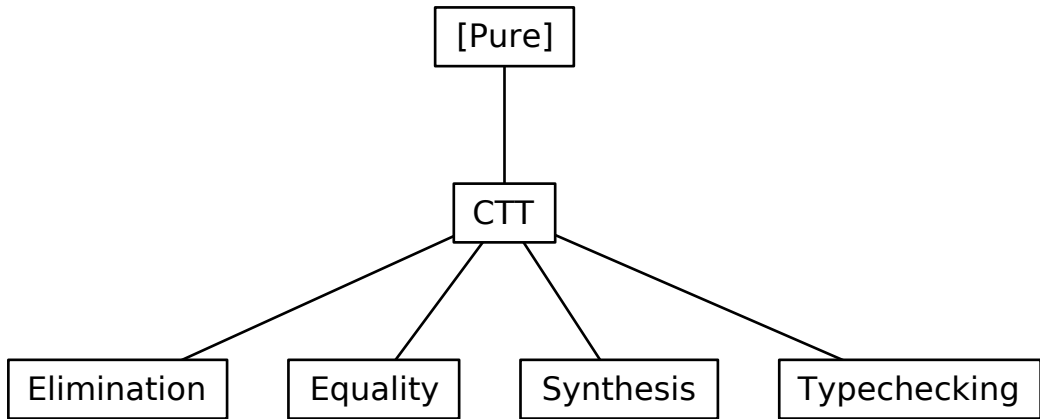 [Pure]
CTT
Elimination
Equality
Synthesis
Typechecking